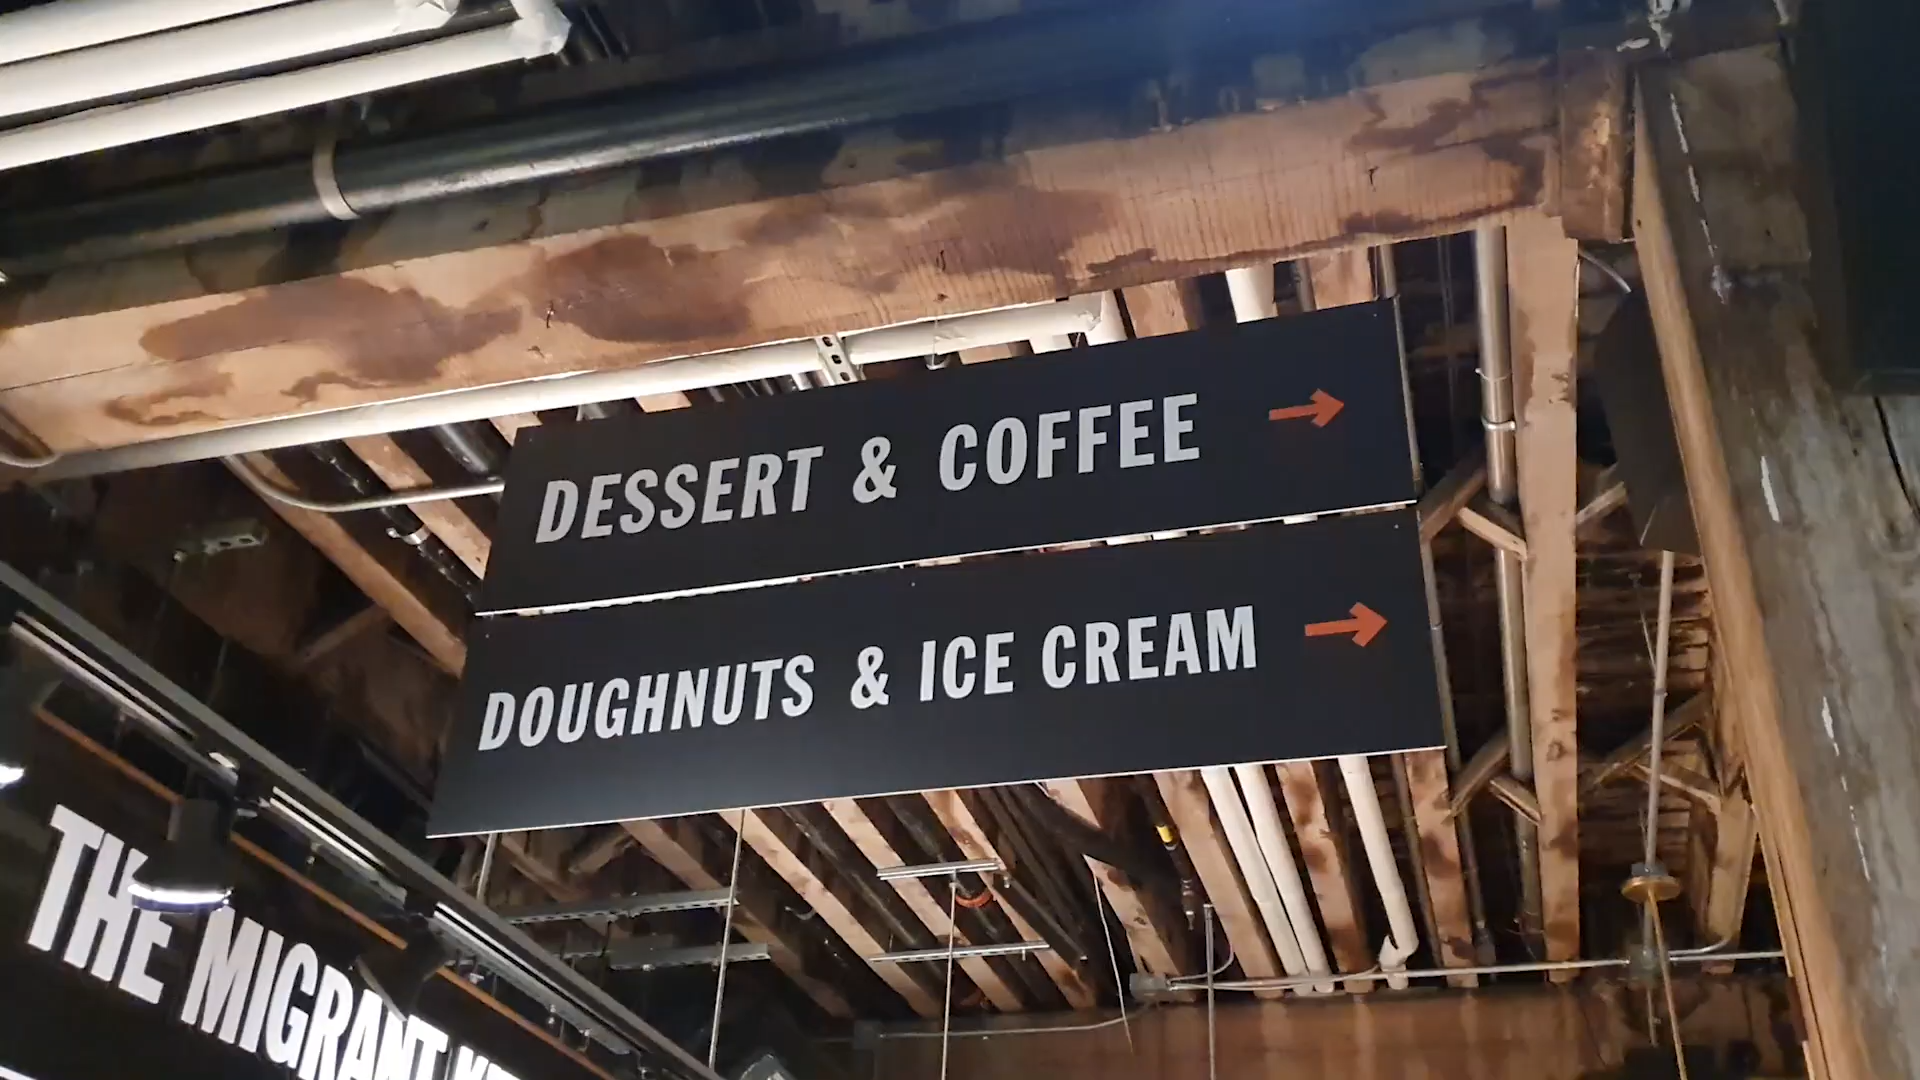 DESSERT & COFFEE →
DOUGHNUTS & ICE CREAM →
THE MIGRANT